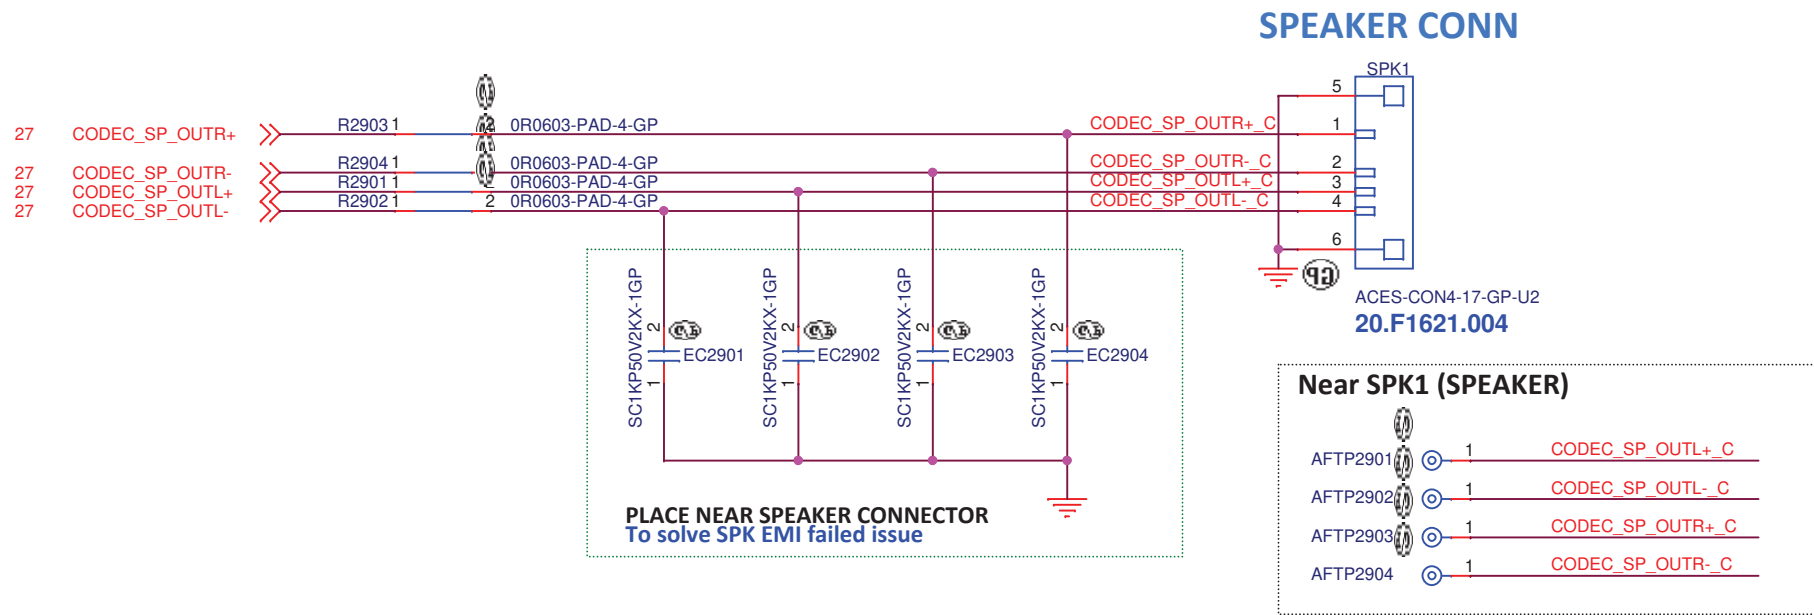 SPEAKER CONN
SPK1
5
27 CODEC_SP_OUTR+ R2903 1 2 0R0603-PAD-4-GP CODEC_SP_OUTR+_C 1
27 CODEC_SP_OUTR- R2904 1 0R0603-PAD-4-GP CODEC_SP_OUTR-_C 2
27 CODEC_SP_OUTL+ R2901 1 2 0R0603-PAD-4-GP CODEC_SP_OUTL+_C 3
27 CODEC_SP_OUTL- R2902 1 2 0R0603-PAD-4-GP CODEC_SP_OUTL-_C 4
6
GP
ACES-CON4-17-GP-U2
20.F1621.004
SC1KP50V2KX-1GP 2 EC2901 1
SC1KP50V2KX-1GP 2 EC2902 1
SC1KP50V2KX-1GP 2 EC2903 1
SC1KP50V2KX-1GP 2 EC2904 1
PLACE NEAR SPEAKER CONNECTOR
To solve SPK EMI failed issue
Near SPK1 (SPEAKER)
AFTP2901 1 CODEC_SP_OUTL+_C
AFTP2902 1 CODEC_SP_OUTL-_C
AFTP2903 1 CODEC_SP_OUTR+_C
AFTP2904 1 CODEC_SP_OUTR-_C